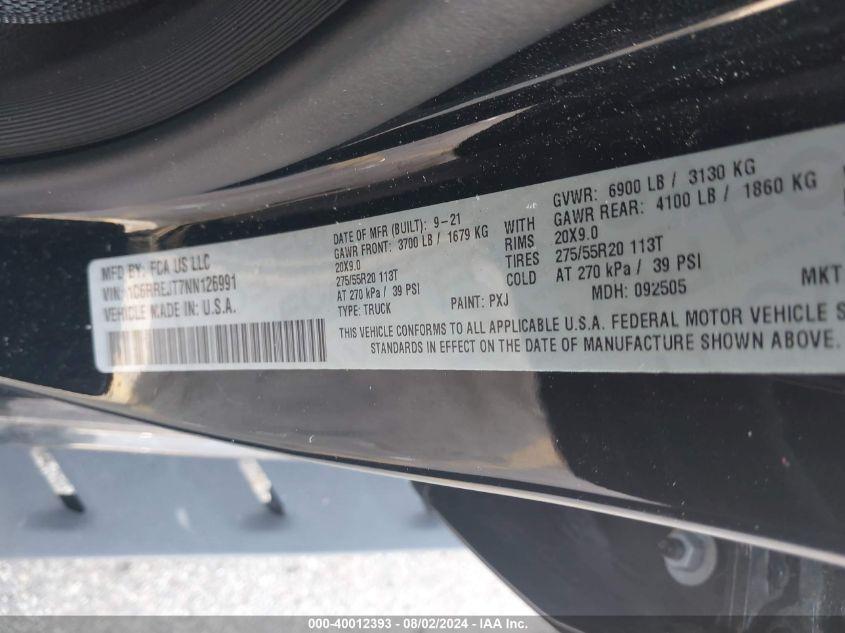 MFD BY: FCA US LLC
VIN: 1C6RREJT7NN126991
VEHICLE MADE IN: U.S.A.
DATE OF MFR (BUILT): 9-21
GAWR FRONT: 3700 LB / 1679 KG
20X9.0
275/55R20 113T
AT 270 kPa / 39 PSI
TYPE: TRUCK
PAINT: PXJ
WITH
RIMS
TIRES
COLD
GVWR: 6900 LB / 3130 KG
GAWR REAR: 4100 LB / 1860 KG
20X9.0
275/55R20 113T
AT 270 kPa / 39 PSI
MDH: 092505
MKT
THIS VEHICLE CONFORMS TO ALL APPLICABLE U.S.A. FEDERAL MOTOR VEHICLE S
STANDARDS IN EFFECT ON THE DATE OF MANUFACTURE SHOWN ABOVE.
000-40012393 - 08/02/2024 - IAA Inc.